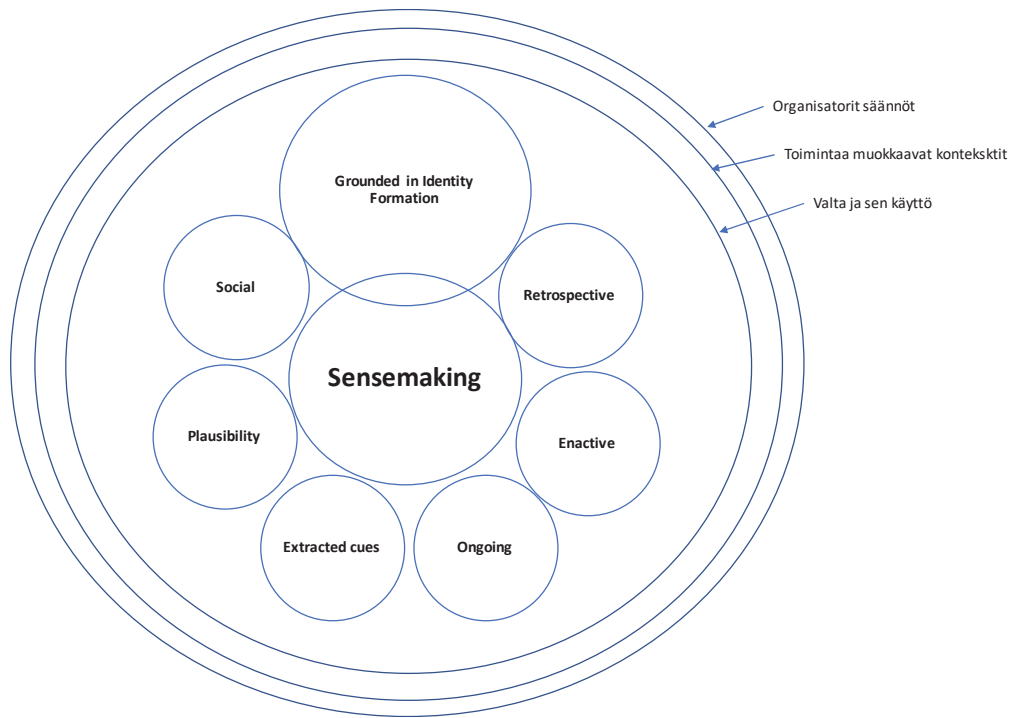 Organisatorit säännöt
Toimintaa muokkaavat konteksktit
Valta ja sen käyttö
Grounded in Identity
Formation
Social
Retrospective
Sensemaking
Plausibility
Enactive
Extracted cues
Ongoing